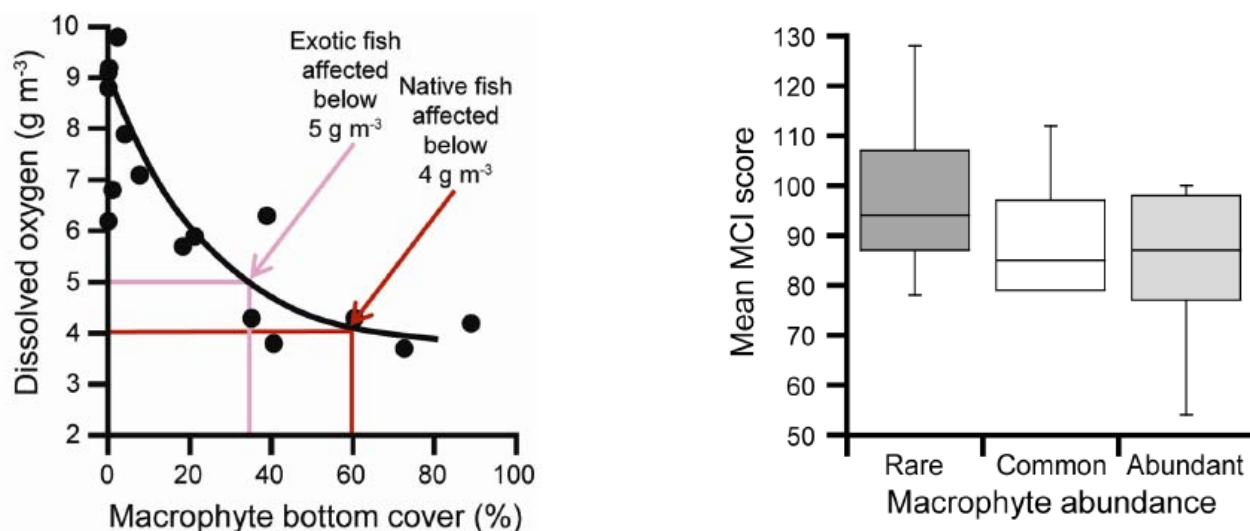 Dissolved oxygen (g m⁻³)
10
9
8
7
6
5
4
3
2
Exotic fish
affected
below
5 g m⁻³
Native fish
affected
below
4 g m⁻³
0 20 40 60 80 100
Macrophyte bottom cover (%)
Mean MCI score
130
120
110
100
90
80
70
60
50
Rare Common Abundant
Macrophyte abundance